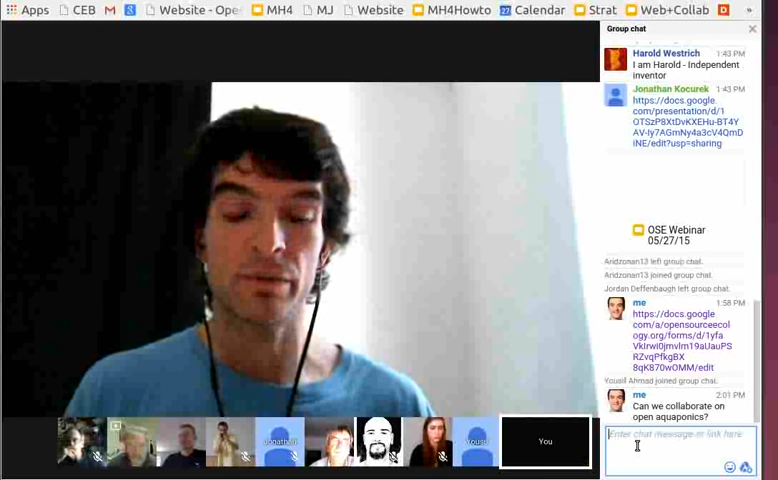 Apps CEB Website - Ope MH4 MJ Website MH4Howto 27 Calendar Strat Web+Collab »
Group chat
Harold Westrich 1:43 PM
I am Harold - Independent
inventor
Jonathan Kocurek 1:43 PM
https://docs.google.
com/presentation/d/1
OTSzP8XtDvKXEHu-BT4Y
AV-Iy7AGmNy4a3cV4QmD
iNE/edit?usp=sharing
OSE Webinar
05/27/15
Aridzonan13 left group chat.
Aridzonan13 joined group chat.
Jordan Deffenbaugh left group chat.
me 1:58 PM
https://docs.google
com/a/opensourceecol
ogy.org/forms/d/1yfa
VkIrwi0jmvlm19aUauPS
RZvqPfkgBX
8qK870wOMM/edit
Yousif Ahmad joined group chat.
me 2:01 PM
Can we collaborate on
open aquaponics?
Enter chat message or link here
Jonathan
Yousif
You